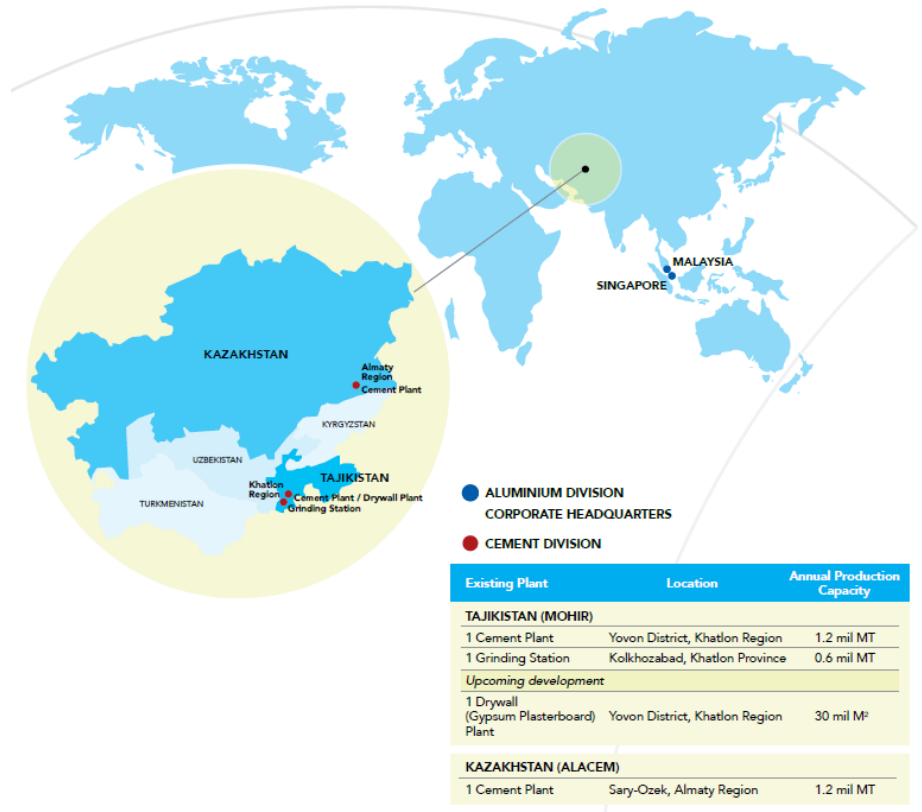 MALAYSIA
SINGAPORE
KAZAKHSTAN
Almaty
Region
Cement Plant
KYRGYZSTAN
UZBEKISTAN
TAJIKISTAN
Khatlon
Region
Cement Plant / Drywall Plant
Grinding Station
TURKMENISTAN
ALUMINIUM DIVISION
CORPORATE HEADQUARTERS
CEMENT DIVISION
Existing Plant Location Annual Production
Capacity
TAJIKISTAN (MOHIR)
1 Cement Plant Yovon District, Khatlon Region 1.2 mil MT
1 Grinding Station Kolkhozabad, Khatlon Province 0.6 mil MT
Upcoming development
1 Drywall
(Gypsum Plasterboard) Yovon District, Khatlon Region 30 mil M²
Plant
KAZAKHSTAN (ALACEM)
1 Cement Plant Sary-Ozek, Almaty Region 1.2 mil MT